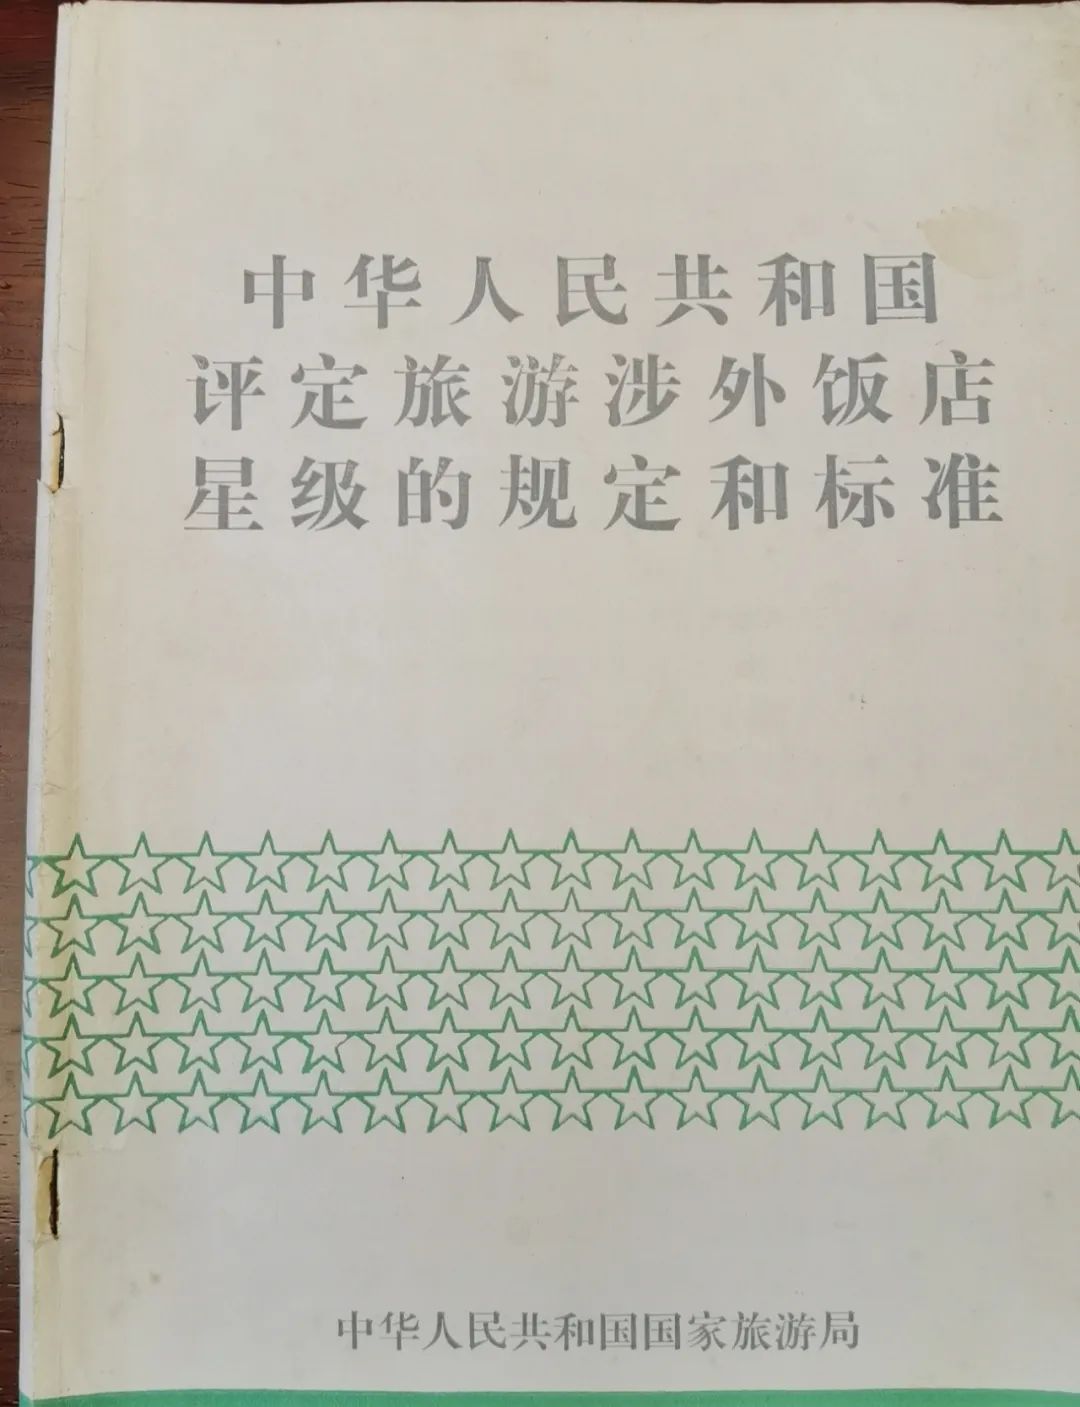 中华人民共和国
评定旅游涉外饭店
星级的规定和标准
中华人民共和国国家旅游局